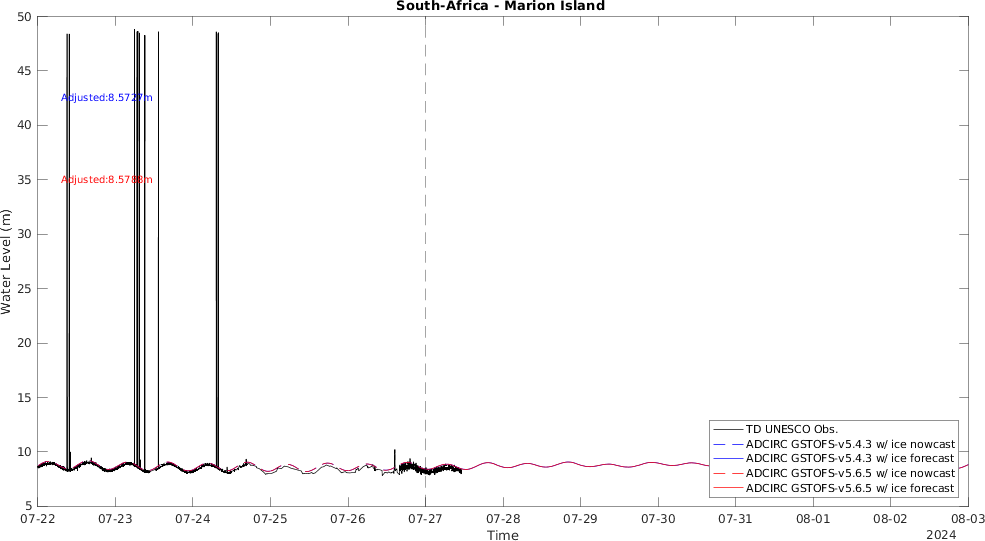 South-Africa - Marion Island
Water Level (m)
50
45
40
35
30
25
20
15
10
5
Adjusted:8.5727m
Adjusted:8.5788m
TD UNESCO Obs.
ADCIRC GSTOFS-v5.4.3 w/ ice nowcast
ADCIRC GSTOFS-v5.4.3 w/ ice forecast
ADCIRC GSTOFS-v5.6.5 w/ ice nowcast
ADCIRC GSTOFS-v5.6.5 w/ ice forecast
07-22 07-23 07-24 07-25 07-26 07-27 07-28 07-29 07-30 07-31 08-01 08-02 08-03
Time
2024